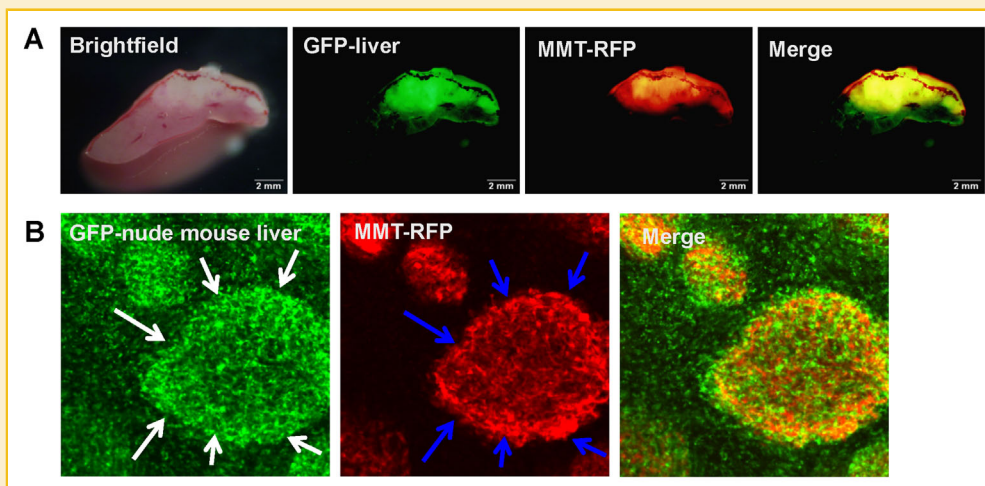 A
Brightfield
GFP-liver
MMT-RFP
Merge
2 mm
2 mm
2 mm
2 mm
B
GFP-nude mouse liver
MMT-RFP
Merge